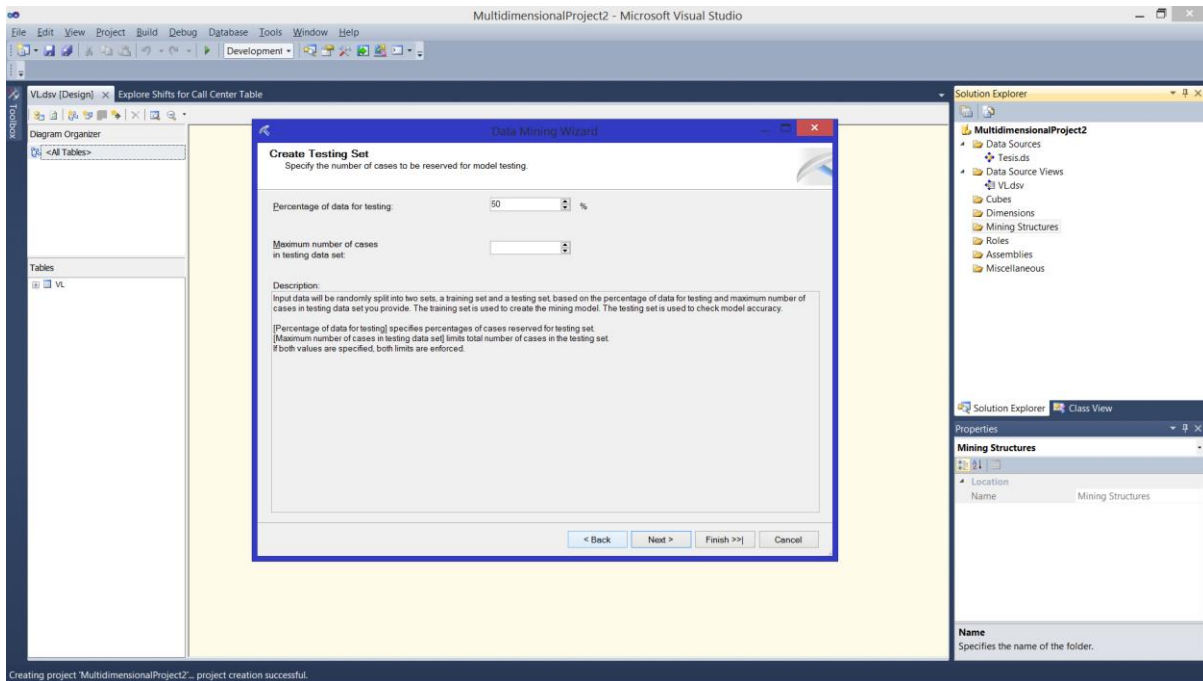 MultidimensionalProject2 - Microsoft Visual Studio
File Edit View Project Build Debug Database Tools Window Help
Development
Toolbox
VL.dsv [Design] Explore Shifts for Call Center Table
Diagram Organizer
<All Tables>
Tables
VL
Data Mining Wizard
Create Testing Set
Specify the number of cases to be reserved for model testing.
Percentage of data for testing: 50 %
Maximum number of cases
in testing data set:
Description:
Input data will be randomly split into two sets, a training set and a testing set, based on the percentage of data for testing and maximum number of
cases in testing data set you provide. The training set is used to create the mining model. The testing set is used to check model accuracy.
[Percentage of data for testing] specifies percentages of cases reserved for testing set.
[Maximum number of cases in testing data set] limits total number of cases in the testing set.
If both values are specified, both limits are enforced.
< Back Next > Finish >>| Cancel
Solution Explorer
MultidimensionalProject2
Data Sources
Tesis.ds
Data Source Views
VL.dsv
Cubes
Dimensions
Mining Structures
Roles
Assemblies
Miscellaneous
Solution Explorer Class View
Properties
Mining Structures
Location
Name Mining Structures
Name
Specifies the name of the folder.
Creating project 'MultidimensionalProject2'... project creation successful.